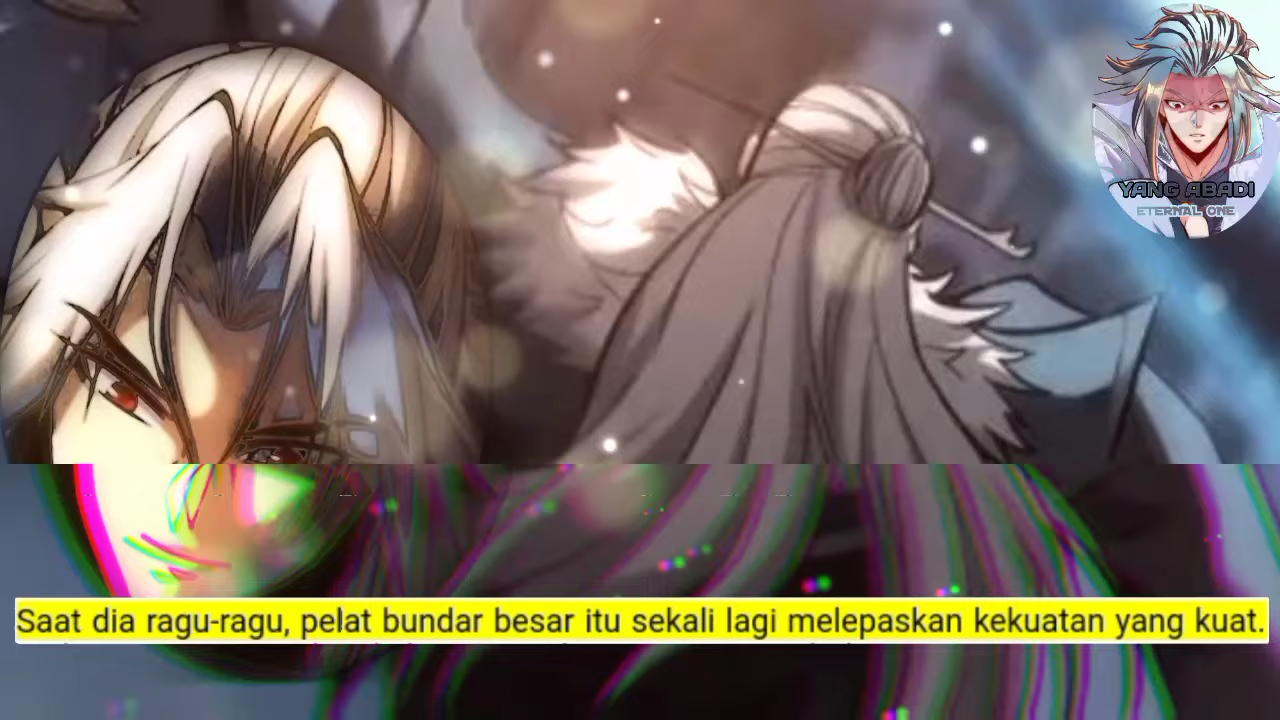 YANG ABADI
ETERNAL ONE
Saat dia ragu-ragu, pelat bundar besar itu sekali lagi melepaskan kekuatan yang kuat.